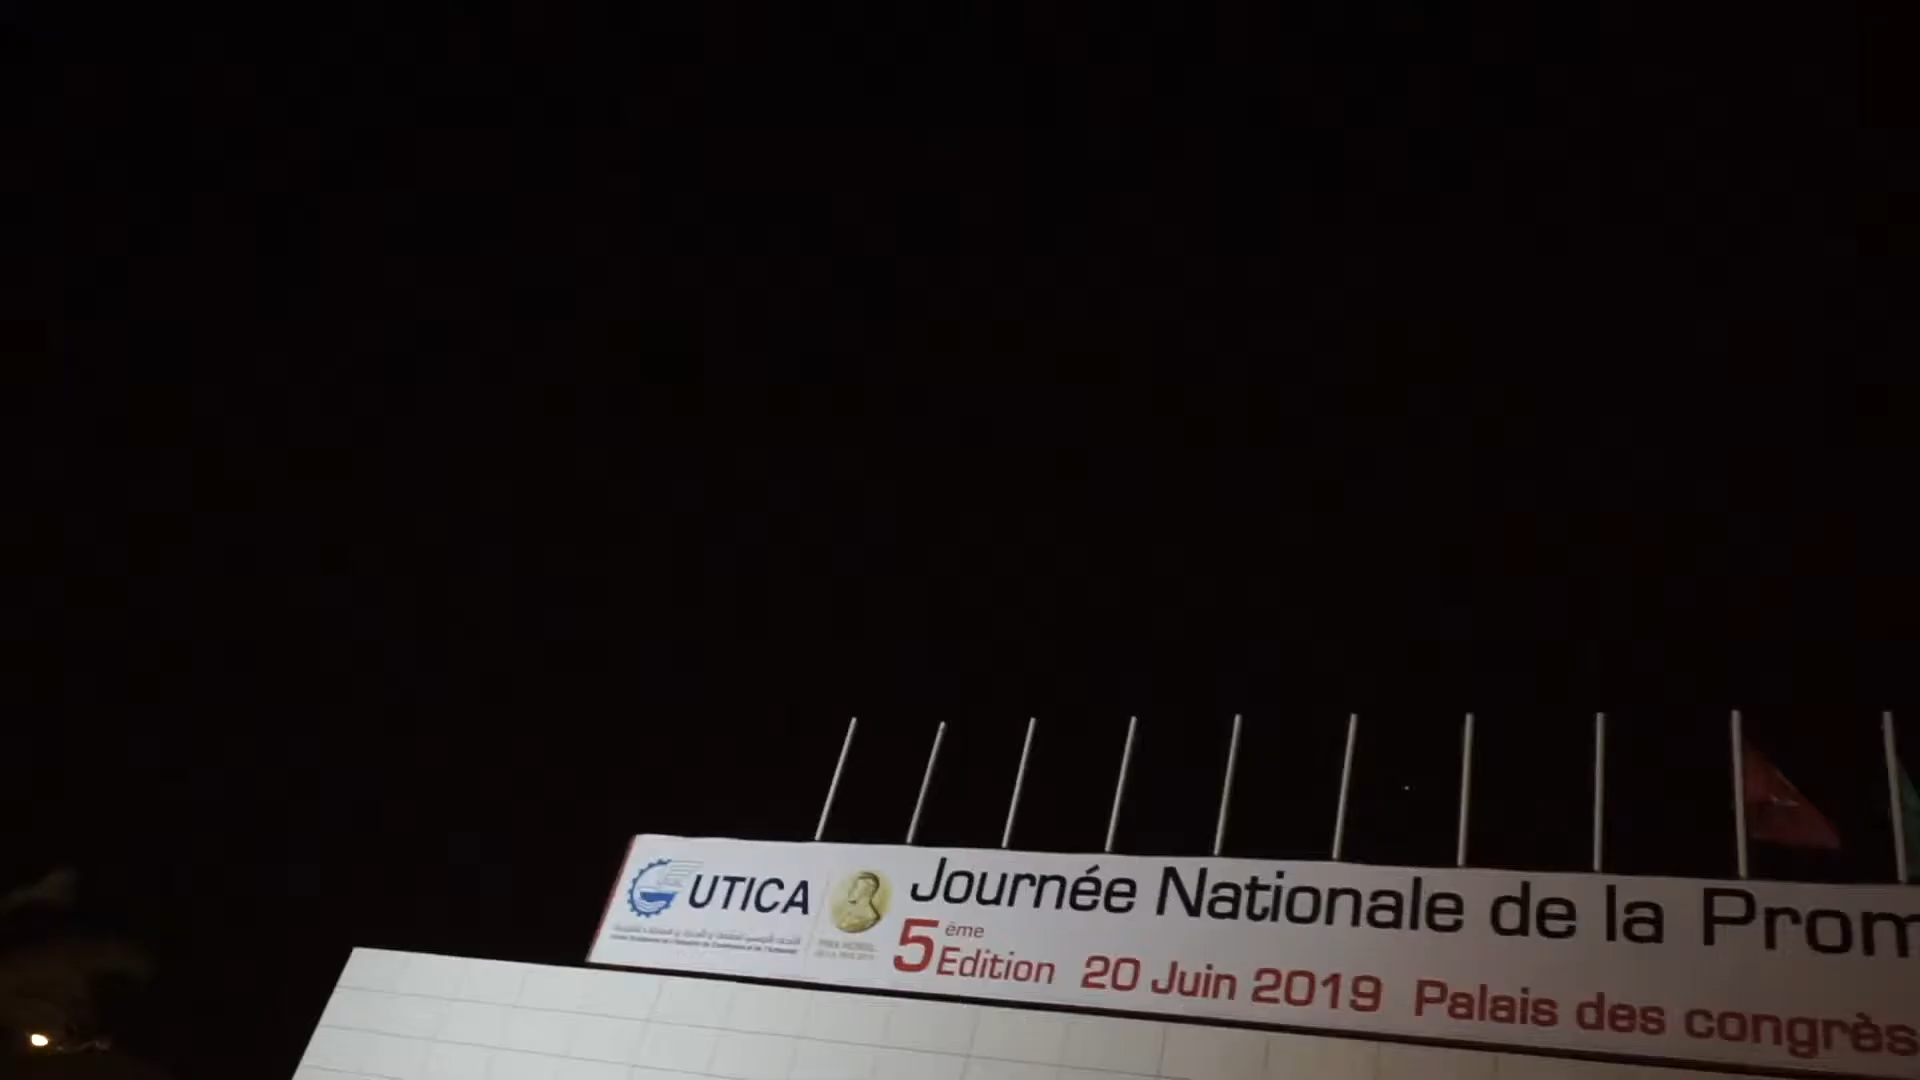 UTICA
Journée Nationale de la Prom
5ème Edition 20 Juin 2019 Palais des congrès